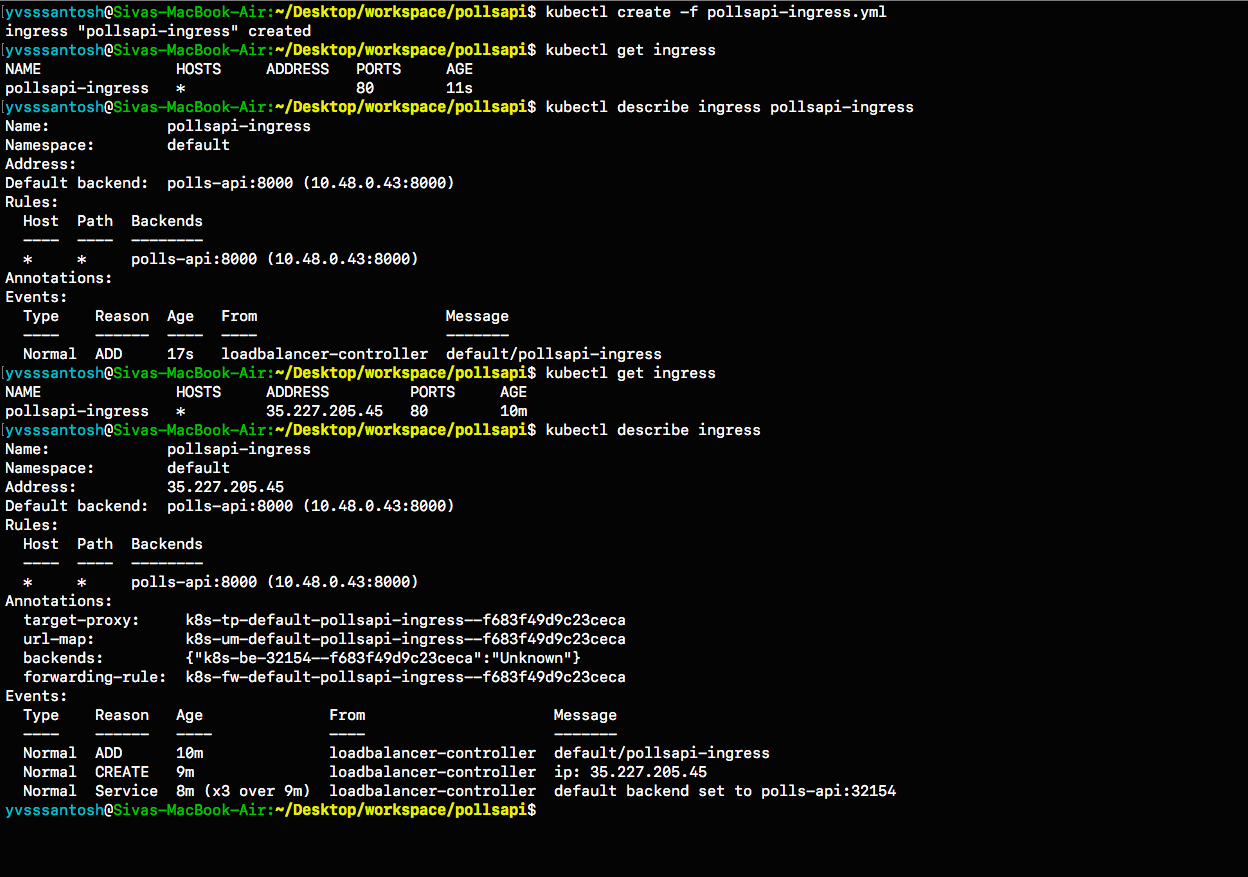 yvsssantosh@Sivas-MacBook-Air:~/Desktop/workspace/pollsapi$ kubectl create -f pollsapi-ingress.yml
ingress "pollsapi-ingress" created
yvsssantosh@Sivas-MacBook-Air:~/Desktop/workspace/pollsapi$ kubectl get ingress
NAME               HOSTS     ADDRESS   PORTS     AGE
pollsapi-ingress   *                   80        11s
yvsssantosh@Sivas-MacBook-Air:~/Desktop/workspace/pollsapi$ kubectl describe ingress pollsapi-ingress
Name:             pollsapi-ingress
Namespace:        default
Address:
Default backend:  polls-api:8000 (10.48.0.43:8000)
Rules:
  Host  Path  Backends
  ----  ----  --------
  *     *     polls-api:8000 (10.48.0.43:8000)
Annotations:
Events:
  Type    Reason  Age   From                     Message
  ----    ------  ----  ----                     -------
  Normal  ADD     17s   loadbalancer-controller  default/pollsapi-ingress
yvsssantosh@Sivas-MacBook-Air:~/Desktop/workspace/pollsapi$ kubectl get ingress
NAME               HOSTS     ADDRESS         PORTS     AGE
pollsapi-ingress   *         35.227.205.45   80        10m
yvsssantosh@Sivas-MacBook-Air:~/Desktop/workspace/pollsapi$ kubectl describe ingress
Name:             pollsapi-ingress
Namespace:        default
Address:          35.227.205.45
Default backend:  polls-api:8000 (10.48.0.43:8000)
Rules:
  Host  Path  Backends
  ----  ----  --------
  *     *     polls-api:8000 (10.48.0.43:8000)
Annotations:
  target-proxy:     k8s-tp-default-pollsapi-ingress--f683f49d9c23ceca
  url-map:          k8s-um-default-pollsapi-ingress--f683f49d9c23ceca
  backends:         {"k8s-be-32154--f683f49d9c23ceca":"Unknown"}
  forwarding-rule:  k8s-fw-default-pollsapi-ingress--f683f49d9c23ceca
Events:
  Type    Reason   Age              From                     Message
  ----    ------   ----             ----                     -------
  Normal  ADD      10m              loadbalancer-controller  default/pollsapi-ingress
  Normal  CREATE   9m               loadbalancer-controller  ip: 35.227.205.45
  Normal  Service  8m (x3 over 9m)  loadbalancer-controller  default backend set to polls-api:32154
yvsssantosh@Sivas-MacBook-Air:~/Desktop/workspace/pollsapi$